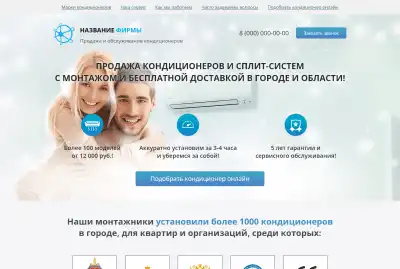 Марки кондиционеров Наш сервис Как мы работаем Часто задаваемые вопросы Подобрать кондиционер онлайн
НАЗВАНИЕ ФИРМЫ
Продажа и обслуживание кондиционеров
8 (000) 000-00-00
Заказать звонок
ПРОДАЖА КОНДИЦИОНЕРОВ И СПЛИТ-СИСТЕМ
С МОНТАЖОМ И БЕСПЛАТНОЙ ДОСТАВКОЙ В ГОРОДЕ И ОБЛАСТИ!
Более 100 моделей
от 12 000 руб.!
Аккуратно установим за 3-4 часа
и уберемся за собой!
5 лет гарантии и
сервисного обслуживания!
Подобрать кондиционер онлайн
Наши монтажники установили более 1000 кондиционеров
в городе, для квартир и организаций, среди которых: